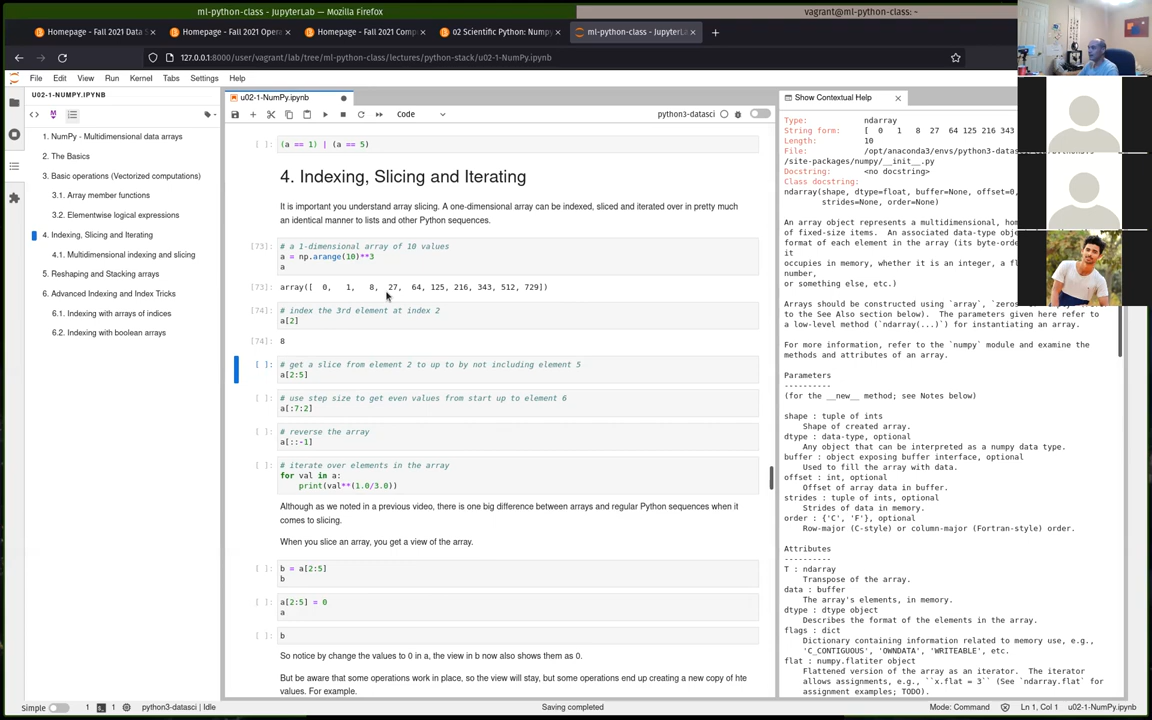 ml-python-class - JupyterLab — Mozilla Firefox
vagrant@ml-python-class: ~
Homepage - Fall 2021 Data S
Homepage - Fall 2021 Opera
Homepage - Fall 2021 Comp
02 Scientific Python: Nump
ml-python-class - JupyterLa
127.0.0.1:8000/user/vagrant/lab/tree/ml-python-class/lectures/python-stack/u02-1-NumPy.ipynb
File Edit View Run Kernel Tabs Settings Help
U02-1-NUMPY.IPYNB
1. NumPy - Multidimensional data arrays
2. The Basics
3. Basic operations (Vectorized computations)
3.1. Array member functions
3.2. Elementwise logical expressions
4. Indexing, Slicing and Iterating
4.1. Multidimensional indexing and slicing
5. Reshaping and Stacking arrays
6. Advanced Indexing and Index Tricks
6.1. Indexing with arrays of indices
6.2. Indexing with boolean arrays
u02-1-NumPy.ipynb
Code
python3-datasci
[ ]: (a == 1) | (a == 5)
4. Indexing, Slicing and Iterating
It is important you understand array slicing. A one-dimensional array can be indexed, sliced and iterated over in pretty much
an identical manner to lists and other Python sequences.
[73]: # a 1-dimensional array of 10 values
a = np.arange(10)**3
a
[73]: array([ 0, 1, 8, 27, 64, 125, 216, 343, 512, 729])
[74]: # index the 3rd element at index 2
a[2]
[74]: 8
[ ]: # get a slice from element 2 to up to by not including element 5
a[2:5]
[ ]: # use step size to get even values from start up to element 6
a[:7:2]
[ ]: # reverse the array
a[::-1]
[ ]: # iterate over elements in the array
for val in a:
print(val**(1.0/3.0))
Although as we noted in a previous video, there is one big difference between arrays and regular Python sequences when it
comes to slicing.
When you slice an array, you get a view of the array.
[ ]: b = a[2:5]
b
[ ]: a[2:5] = 0
a
[ ]: b
So notice by change the values to 0 in a, the view in b now also shows them as 0.
But be aware that some operations work in place, so the view will stay, but some operations end up creating a new copy of hte
values. For example.
Show Contextual Help
Type: ndarray
String form: [ 0 1 8 27 64 125 216 343
Length: 10
File: /opt/anaconda3/envs/python3-datasci
/site-packages/numpy/__init__.py
Docstring: <no docstring>
Class docstring:
ndarray(shape, dtype=float, buffer=None, offset=0,
strides=None, order=None)
An array object represents a multidimensional, hom
of fixed-size items. An associated data-type obje
format of each element in the array (its byte-orde
it
occupies in memory, whether it is an integer, a fl
number,
or something else, etc.)
Arrays should be constructed using `array`, `zeros
to the See Also section below). The parameters given here refer to
a low-level method (`ndarray(...)`) for instantiating an array.
For more information, refer to the `numpy` module and examine the
methods and attributes of an array.
Parameters
----------
(for the __new__ method; see Notes below)
shape : tuple of ints
Shape of created array.
dtype : data-type, optional
Any object that can be interpreted as a numpy data type.
buffer : object exposing buffer interface, optional
Used to fill the array with data.
offset : int, optional
Offset of array data in buffer.
strides : tuple of ints, optional
Strides of data in memory.
order : {'C', 'F'}, optional
Row-major (C-style) or column-major (Fortran-style) order.
Attributes
----------
T : ndarray
Transpose of the array.
data : buffer
The array's elements, in memory.
dtype : dtype object
Describes the format of the elements in the array.
flags : dict
Dictionary containing information related to memory use, e.g.,
'C_CONTIGUOUS', 'OWNDATA', 'WRITEABLE', etc.
flat : numpy.flatiter object
Flattened version of the array as an iterator. The iterator
allows assignments, e.g., ``x.flat = 3`` (See `ndarray.flat` for
assignment examples; TODO).
Simple 1 1 python3-datasci | Idle
Saving completed
Mode: Command Ln 1, Col 1 u02-1-NumPy.ipynb